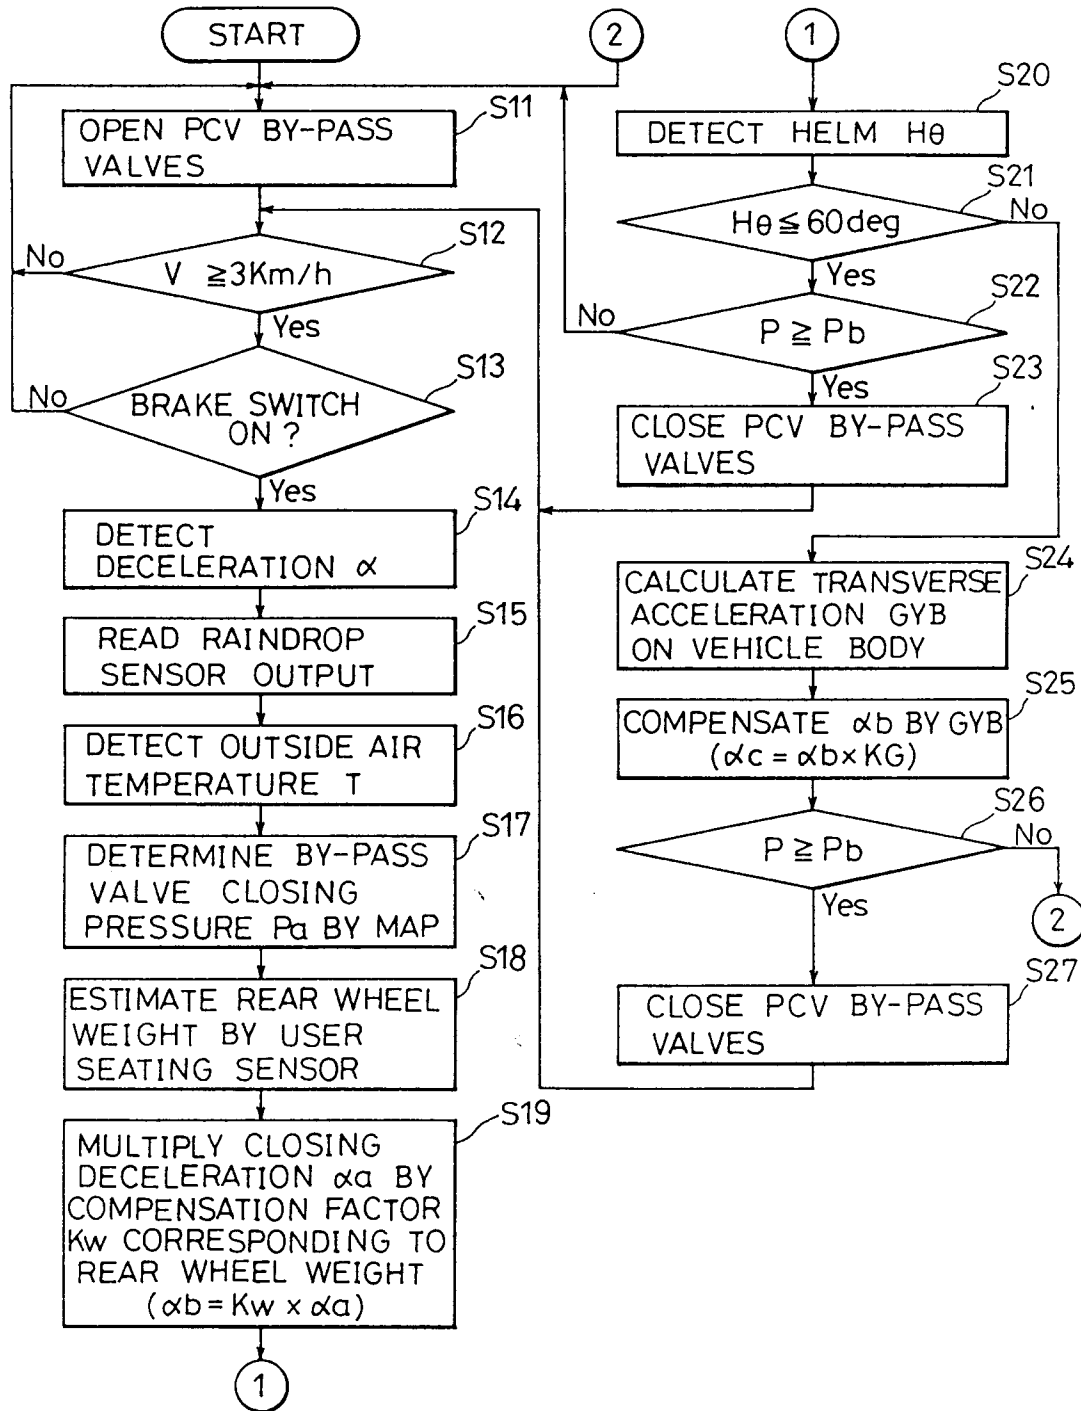 START
S11
OPEN PCV BY-PASS
VALVES
S12
No
V ≧3Km/h
Yes
S13
No
BRAKE SWITCH
ON ?
Yes
S14
DETECT
DECELERATION α
S15
READ RAINDROP
SENSOR OUTPUT
S16
DETECT OUTSIDE AIR
TEMPERATURE T
S17
DETERMINE BY-PASS
VALVE CLOSING
PRESSURE Pa BY MAP
S18
ESTIMATE REAR WHEEL
WEIGHT BY USER
SEATING SENSOR
S19
MULTIPLY CLOSING
DECELERATION αa BY
COMPENSATION FACTOR
Kw CORRESPONDING TO
REAR WHEEL WEIGHT
(αb = Kw x αa)
1
2
1
S20
DETECT HELM Hθ
S21
Hθ ≦ 60deg
No
Yes
S22
No
P ≧ Pb
Yes
S23
CLOSE PCV BY-PASS
VALVES
S24
CALCULATE TRANSVERSE
ACCELERATION GYB
ON VEHICLE BODY
S25
COMPENSATE αb BY GYB
(αc = αb x KG)
S26
P ≧ Pb
No
Yes
2
S27
CLOSE PCV BY-PASS
VALVES